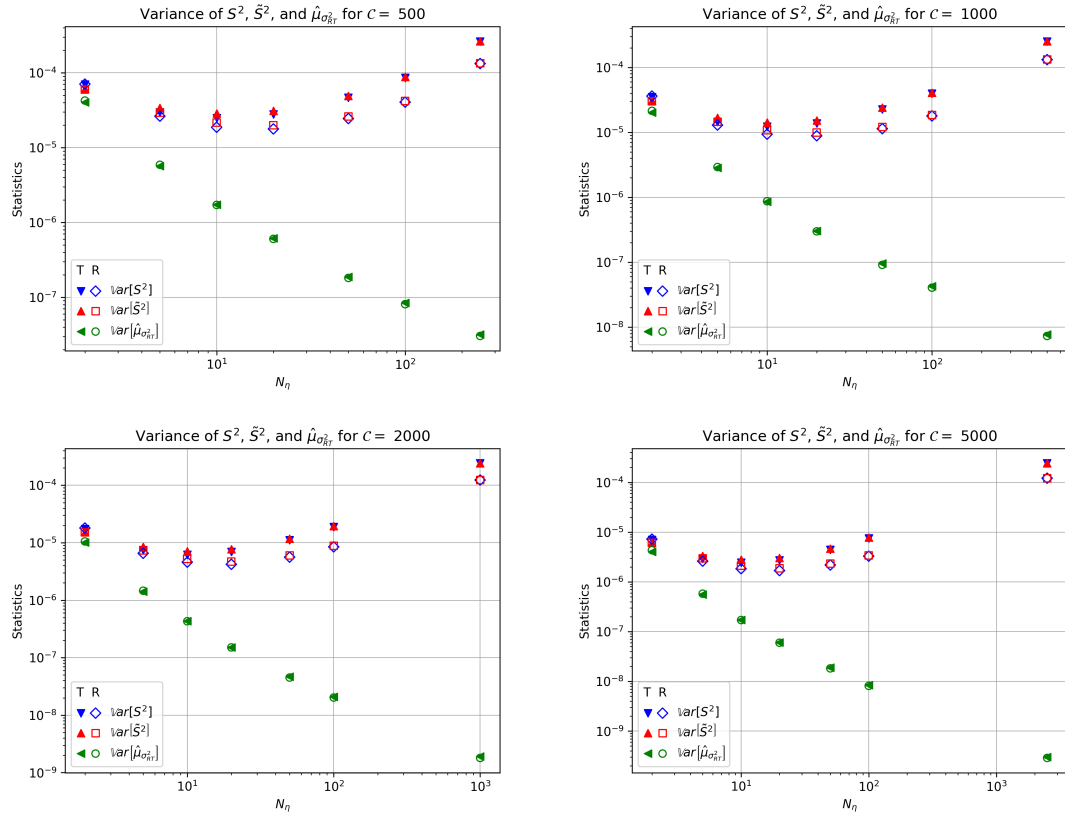 Variance of S², S̃², and μ̂_{σ²_{RT}} for 𝒞 = 500
Statistics
10⁻⁴
10⁻⁵
10⁻⁶
10⁻⁷
T R
𝕍ar[S²]
𝕍ar[S̃²]
𝕍ar[μ̂_{σ²_{RT}}]
10¹ 10²
N_η
Variance of S², S̃², and μ̂_{σ²_{RT}} for 𝒞 = 1000
Statistics
10⁻⁴
10⁻⁵
10⁻⁶
10⁻⁷
10⁻⁸
T R
𝕍ar[S²]
𝕍ar[S̃²]
𝕍ar[μ̂_{σ²_{RT}}]
10¹ 10²
N_η
Variance of S², S̃², and μ̂_{σ²_{RT}} for 𝒞 = 2000
Statistics
10⁻⁴
10⁻⁵
10⁻⁶
10⁻⁷
10⁻⁸
10⁻⁹
T R
𝕍ar[S²]
𝕍ar[S̃²]
𝕍ar[μ̂_{σ²_{RT}}]
10¹ 10² 10³
N_η
Variance of S², S̃², and μ̂_{σ²_{RT}} for 𝒞 = 5000
Statistics
10⁻⁴
10⁻⁵
10⁻⁶
10⁻⁷
10⁻⁸
10⁻⁹
T R
𝕍ar[S²]
𝕍ar[S̃²]
𝕍ar[μ̂_{σ²_{RT}}]
10¹ 10² 10³
N_η